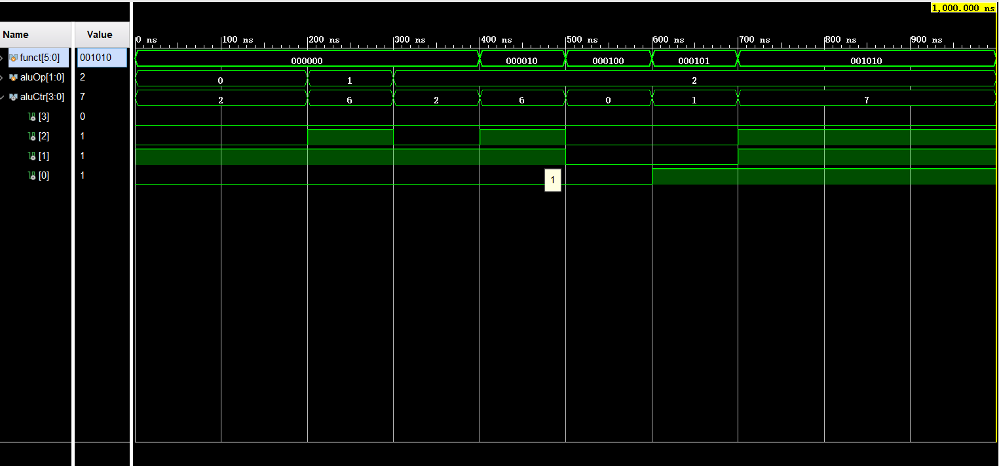 1,000.000 ns
Name Value
0 ns 100 ns 200 ns 300 ns 400 ns 500 ns 600 ns 700 ns 800 ns 900 ns
funct[5:0] 001010 000000 000010 000100 000101 001010
aluOp[1:0] 2 0 1 2
aluCtr[3:0] 7 2 6 2 6 0 1 7
[3] 0
[2] 1
[1] 1
[0] 1 1